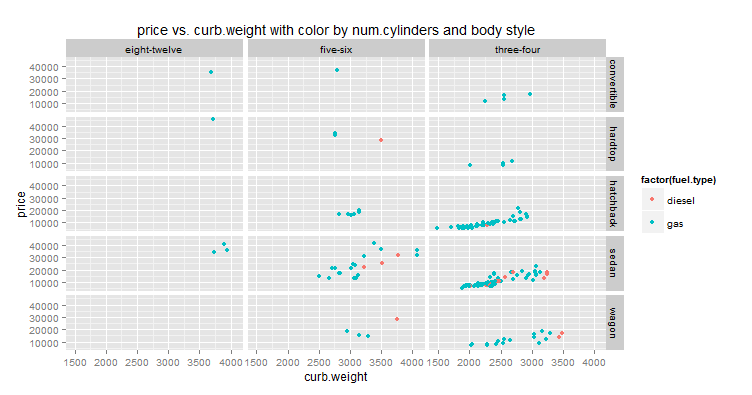 price vs. curb.weight with color by num.cylinders and body style
eight-twelve five-six three-four
40000
30000
20000
10000
convertible
40000
30000
20000
10000
hardtop
40000
30000
20000
10000
hatchback
40000
30000
20000
10000
sedan
40000
30000
20000
10000
wagon
price
1500 2000 2500 3000 3500 4000 1500 2000 2500 3000 3500 4000 1500 2000 2500 3000 3500 4000
curb.weight
factor(fuel.type)
diesel
gas